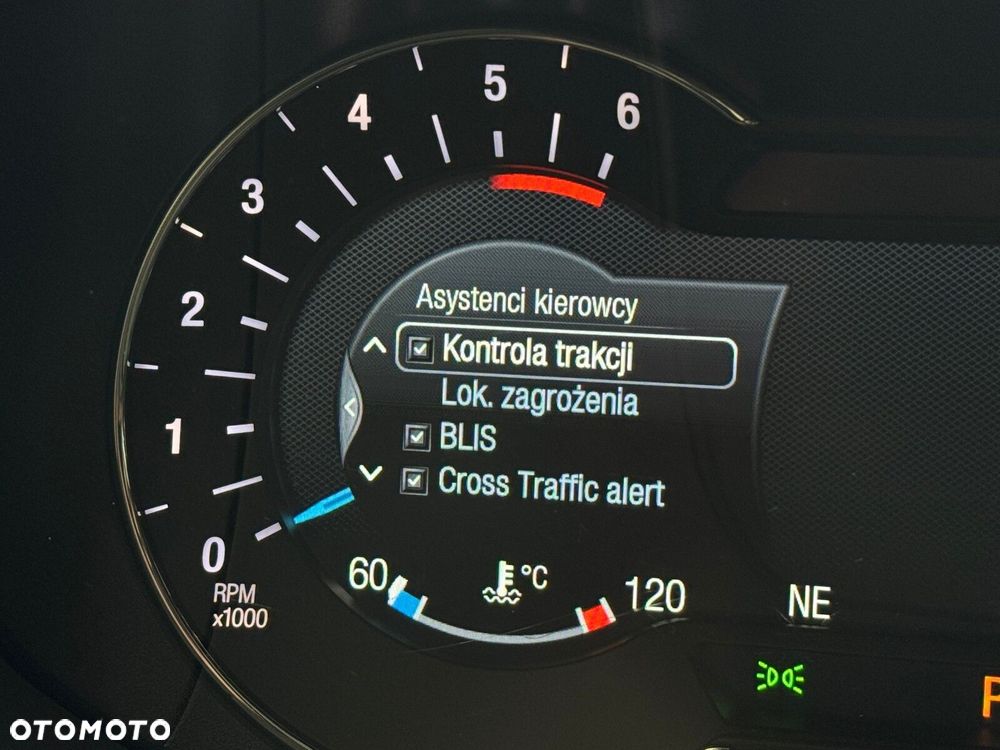 5
4
6
3
2
1
0
RPM
x1000
Asystenci kierowcy
Kontrola trakcji
Lok. zagrożenia
BLIS
Cross Traffic alert
60
°C
120
NE
P
OTOMOTO